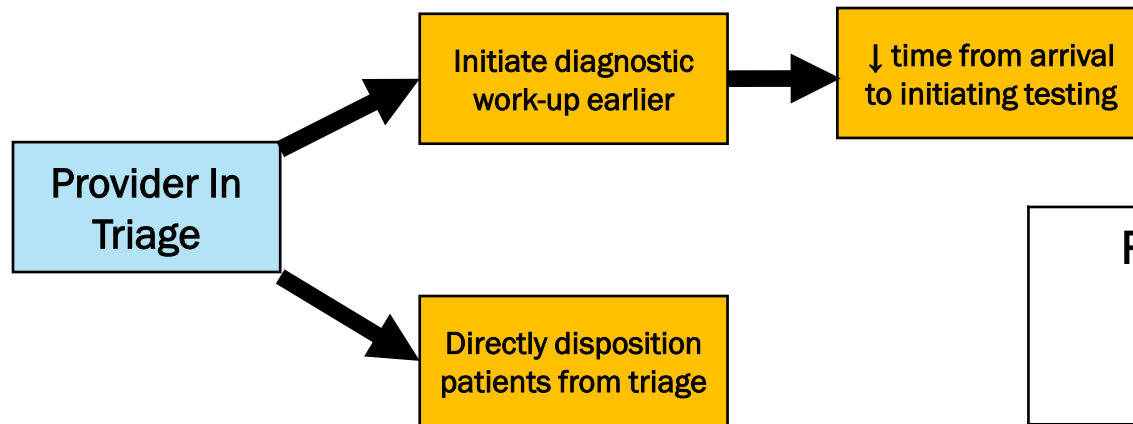 Initiate diagnostic
work-up earlier
↓ time from arrival
to initiating testing
Provider In
Triage
Directly disposition
patients from triage